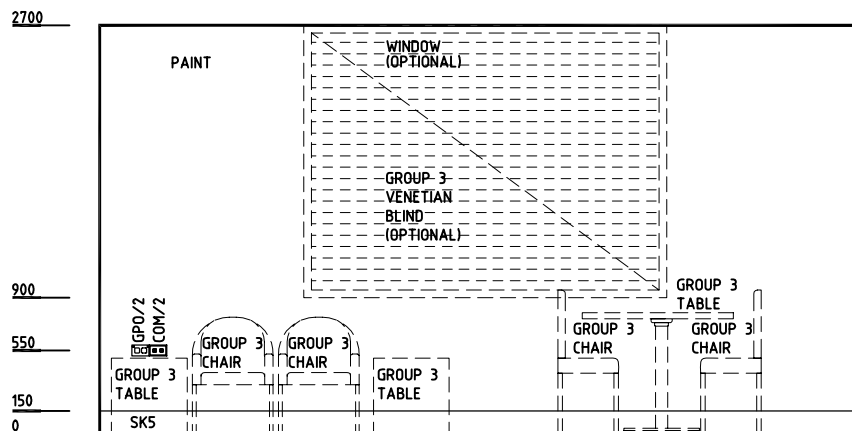 2700
PAINT
WINDOW
(OPTIONAL)
GROUP 3
VENETIAN
BLIND
(OPTIONAL)
900
GPO/2
COM/2
GROUP 3
TABLE
550
GROUP 3
CHAIR
GROUP 3
CHAIR
GROUP 3
CHAIR
GROUP 3
CHAIR
GROUP 3
TABLE
GROUP 3
TABLE
150
SK5
0